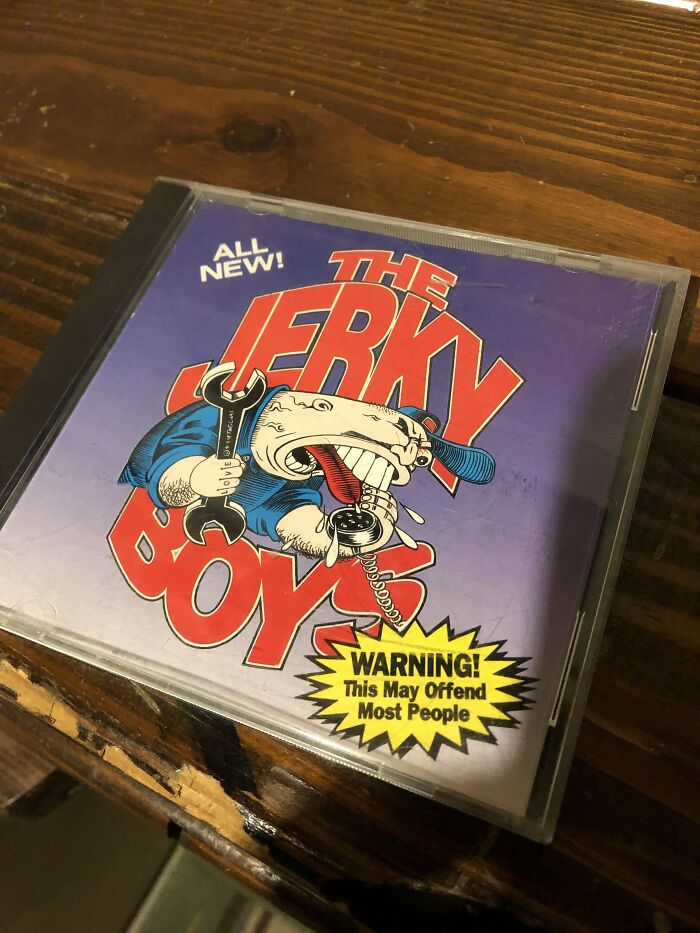 ALL
NEW!
THE
JERKY
BOYS
WARNING!
This May Offend
Most People